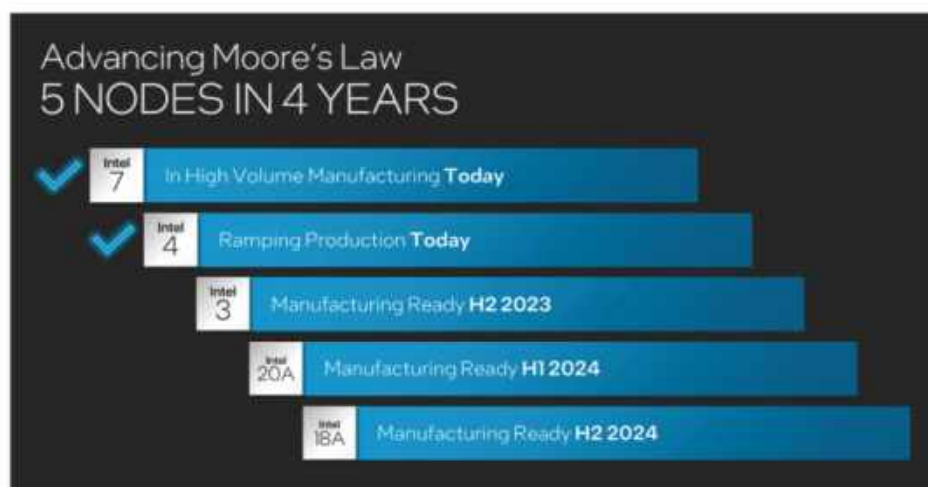 Advancing Moore's Law
5 NODES IN 4 YEARS
Intel
7
In High Volume Manufacturing Today
Intel
4
Ramping Production Today
Intel
3
Manufacturing Ready H2 2023
Intel
20A
Manufacturing Ready H1 2024
Intel
18A
Manufacturing Ready H2 2024